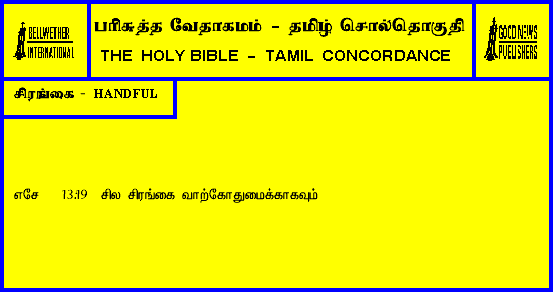 BELLWETHER
INTERNATIONAL
பரிசுத்த வேதாகமம் - தமிழ் சொல்தொகுதி
THE HOLY BIBLE - TAMIL CONCORDANCE
GOOD NEWS
PUBLISHERS
சிரங்கை - HANDFUL
எசே 13:19 சில சிரங்கை வாற்கோதுமைக்காகவும்